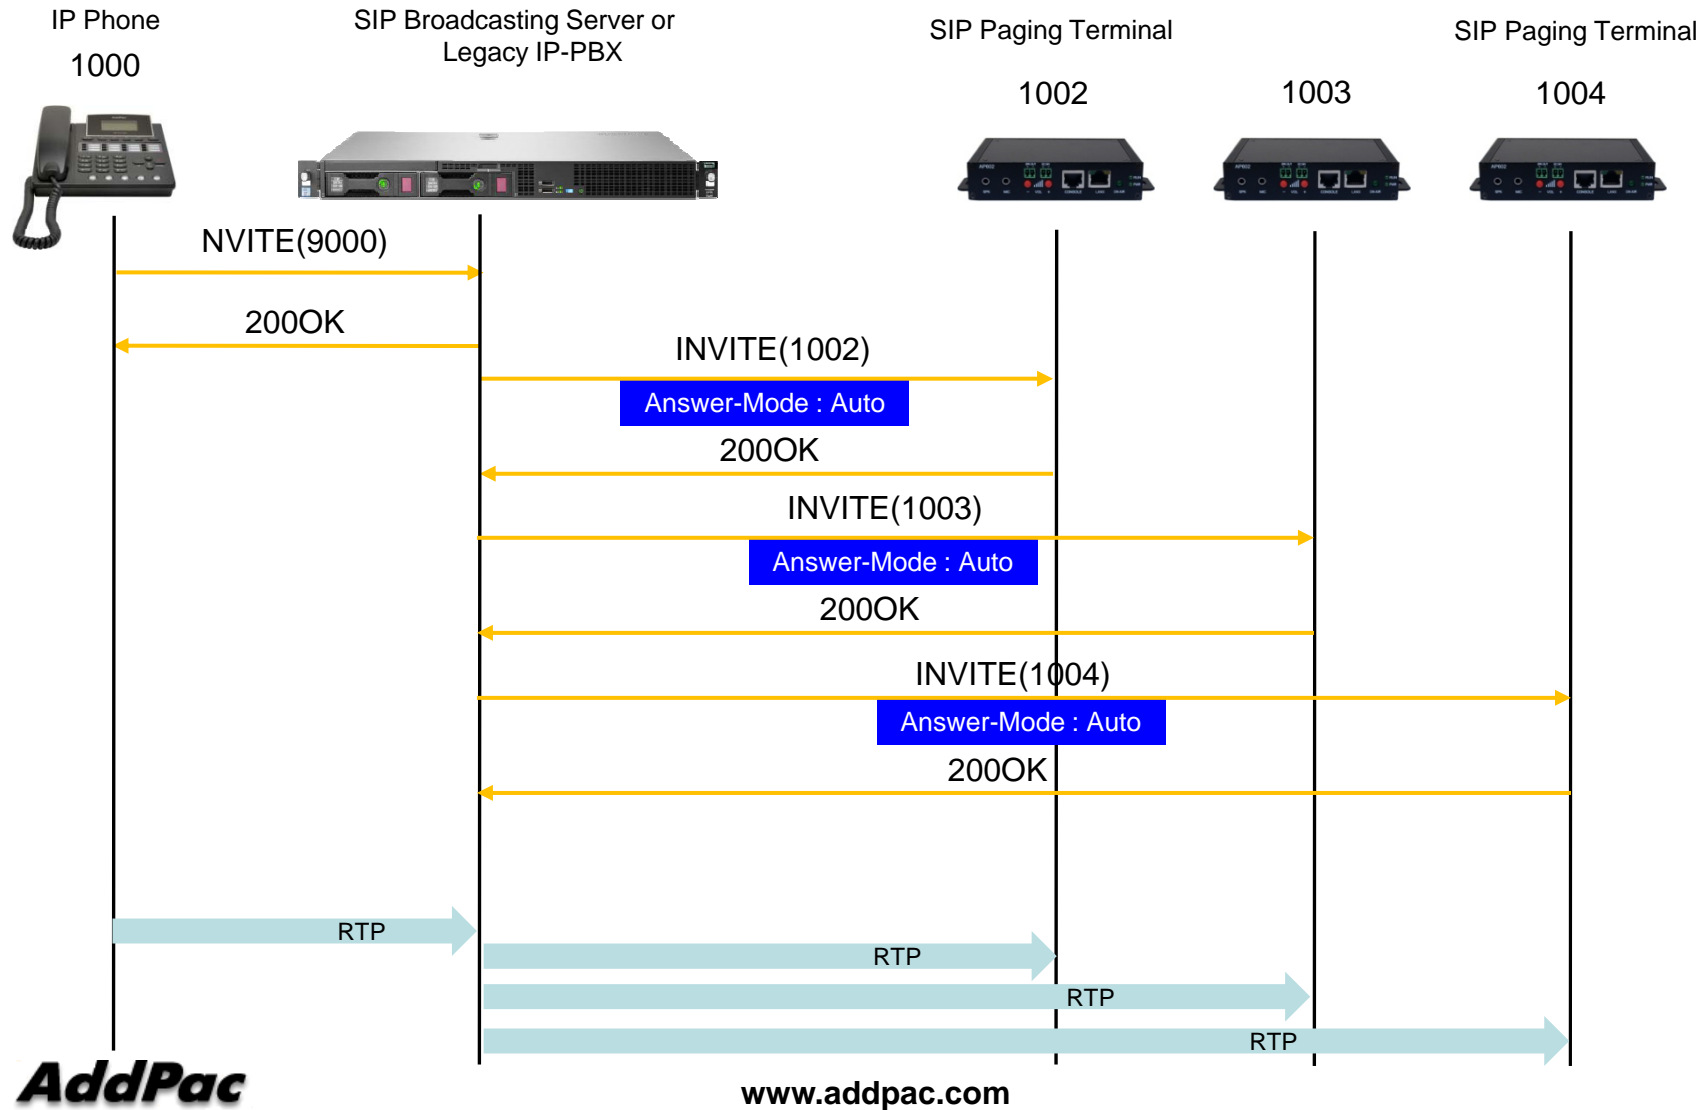 IP Phone
1000
SIP Broadcasting Server or
Legacy IP-PBX
SIP Paging Terminal
SIP Paging Terminal
1002
1003
1004
NVITE(9000)
200OK
INVITE(1002)
Answer-Mode : Auto
200OK
INVITE(1003)
Answer-Mode : Auto
200OK
INVITE(1004)
Answer-Mode : Auto
200OK
RTP
RTP
RTP
RTP
AddPac
www.addpac.com